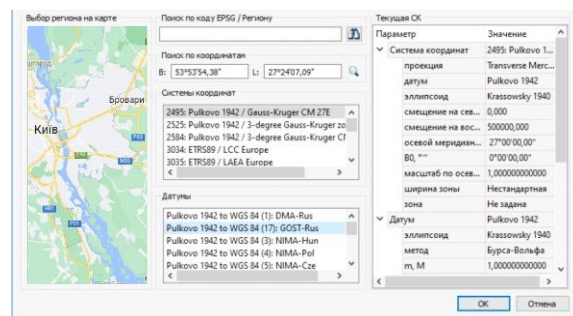 Выбор региона на карте
Бровари
Київ
Поиск по коду EPSG / Региону
Поиск по координатам
B: 53°53'54,38" L: 27°24'07,09"
Системы координат
2495: Pulkovo 1942 / Gauss-Kruger CM 27E
2525: Pulkovo 1942 / 3-degree Gauss-Kruger zo
2584: Pulkovo 1942 / 3-degree Gauss-Kruger CM
3034: ETRS89 / LCC Europe
3035: ETRS89 / LAEA Europe
Датумы
Pulkovo 1942 to WGS 84 (1): DMA-Rus
Pulkovo 1942 to WGS 84 (17): GOST-Rus
Pulkovo 1942 to WGS 84 (3): NIMA-Hun
Pulkovo 1942 to WGS 84 (4): NIMA-Pol
Pulkovo 1942 to WGS 84 (5): NIMA-Cze
Текущая СК
Параметр Значение
Система координат 2495: Pulkovo 1...
проекция Transverse Merc...
датум Pulkovo 1942
эллипсоид Krassowsky 1940
смещение на сев... 0,000
смещение на вос... 500000,000
осевой меридиан... 27°00'00,00"
B0, °'" 0°00'00,00"
масштаб по осев... 1,000000000000
ширина зоны Нестандартная
зона Не задана
Датум Pulkovo 1942
эллипсоид Krassowsky 1940
метод Бурса-Вольфа
m, M 1,000000000000
OK Отмена